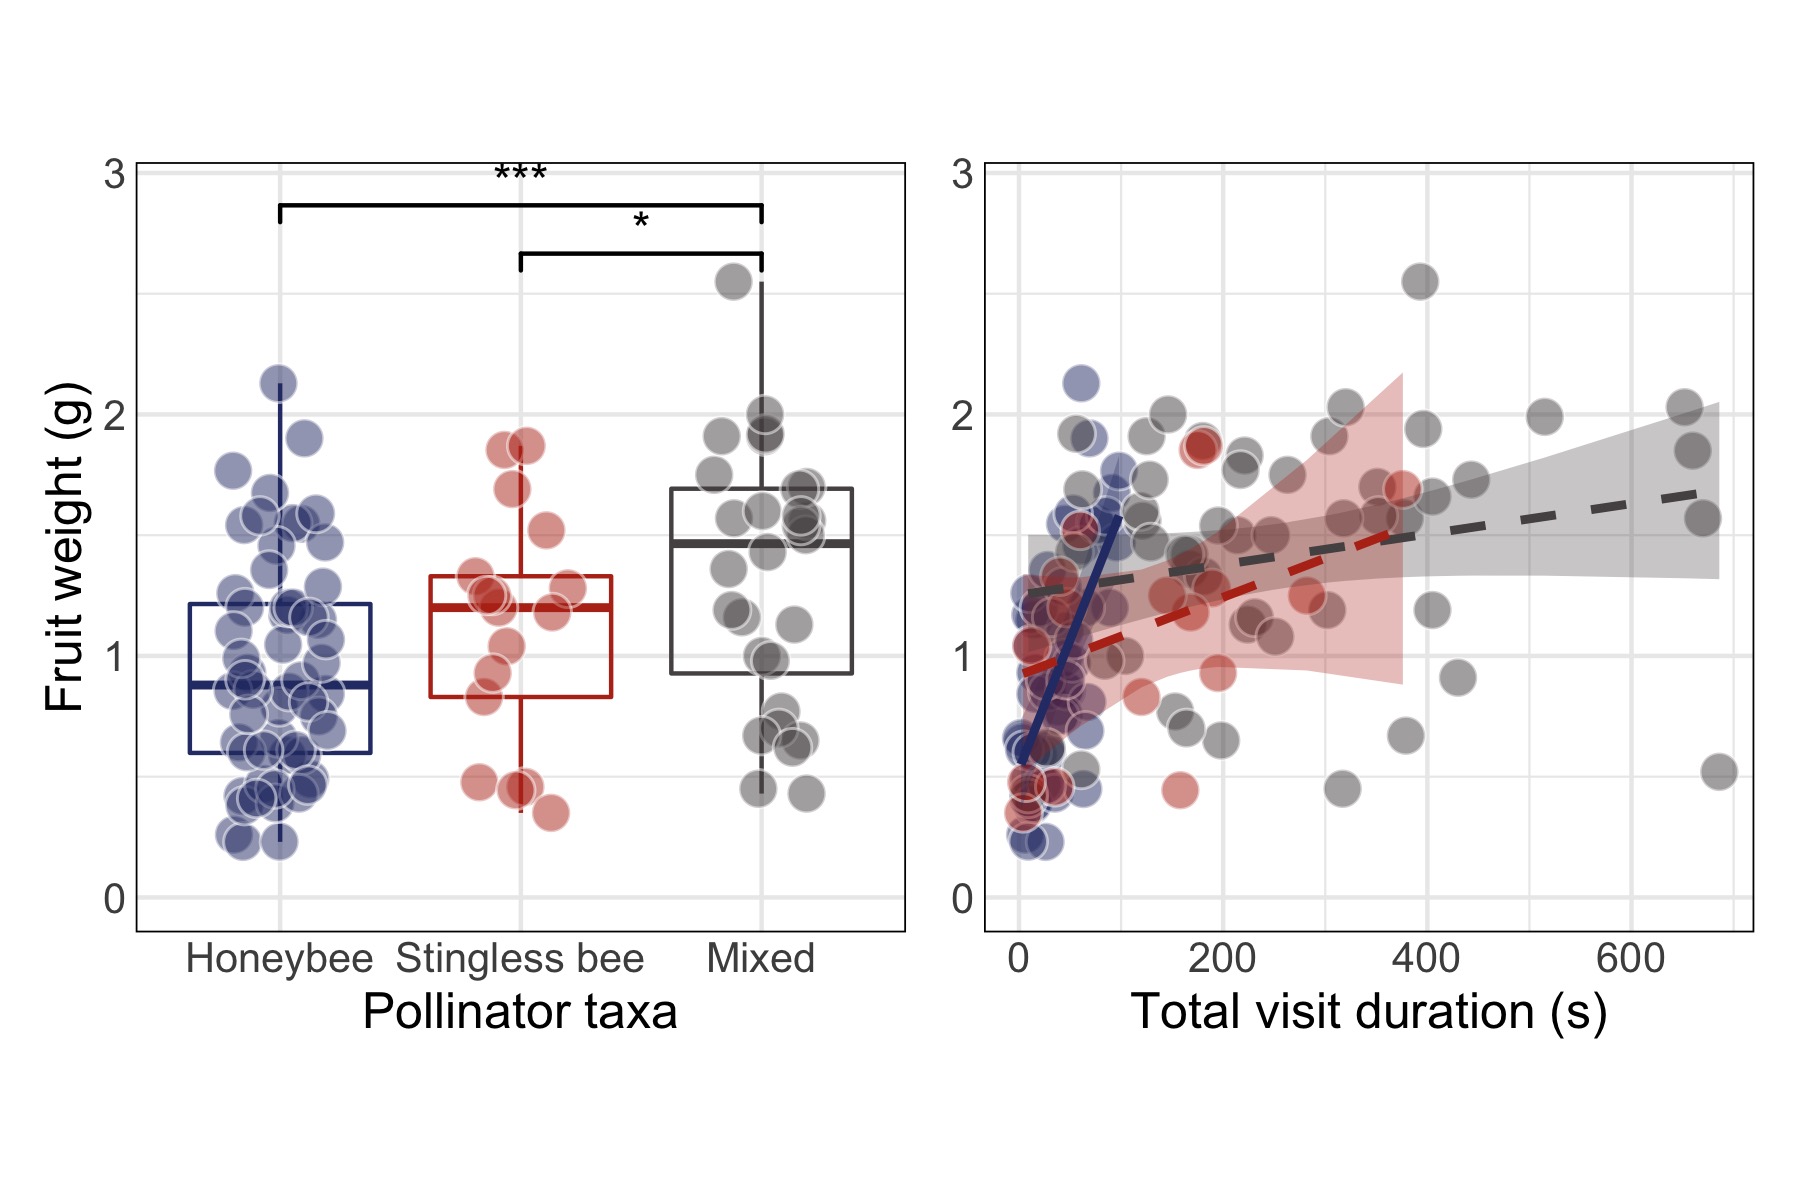 3
2
1
0
Fruit weight (g)
***
*
Honeybee Stingless bee Mixed
Pollinator taxa
3
2
1
0
0 200 400 600
Total visit duration (s)